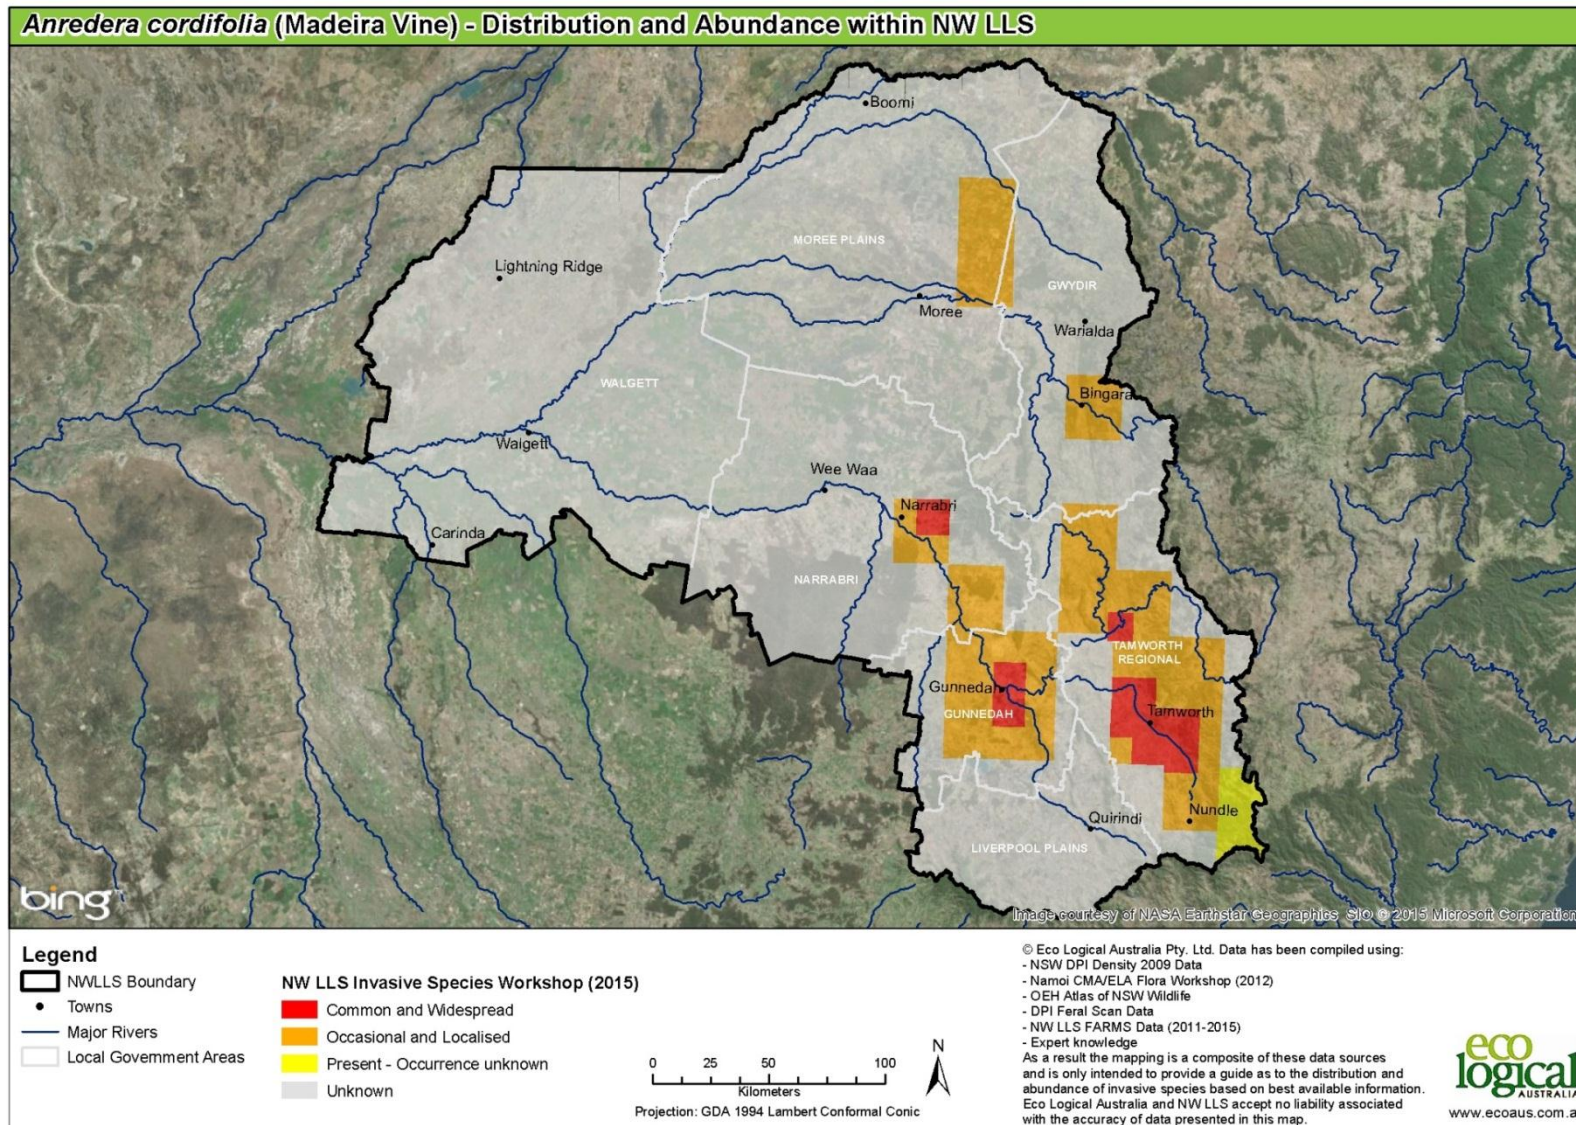 Anredera cordifolia (Madeira Vine) - Distribution and Abundance within NW LLS
Boomi
MOREE PLAINS
Lightning Ridge
GWYDIR
Moree
Warialda
WALGETT
Bingara
Walgett
Wee Waa
Narrabri
Carinda
NARRABRI
TAMWORTH
REGIONAL
Gunnedah
GUNNEDAH
Tamworth
Nundle
Quirindi
LIVERPOOL PLAINS
bing
Image courtesy of NASA Earthstar Geographics SIO © 2015 Microsoft Corporation
Legend
NWLLS Boundary
Towns
Major Rivers
Local Government Areas
NW LLS Invasive Species Workshop (2015)
Common and Widespread
Occasional and Localised
Present - Occurrence unknown
Unknown
0 25 50 100
Kilometers
N
Projection: GDA 1994 Lambert Conformal Conic
© Eco Logical Australia Pty. Ltd. Data has been compiled using:
- NSW DPI Density 2009 Data
- Namoi CMA/ELA Flora Workshop (2012)
- OEH Atlas of NSW Wildlife
- DPI Feral Scan Data
- NW LLS FARMS Data (2011-2015)
- Expert knowledge
As a result the mapping is a composite of these data sources
and is only intended to provide a guide as to the distribution and
abundance of invasive species based on best available information.
Eco Logical Australia and NW LLS accept no liability associated
with the accuracy of data presented in this map.
eco
logical
AUSTRALIA
www.ecoaus.com.a